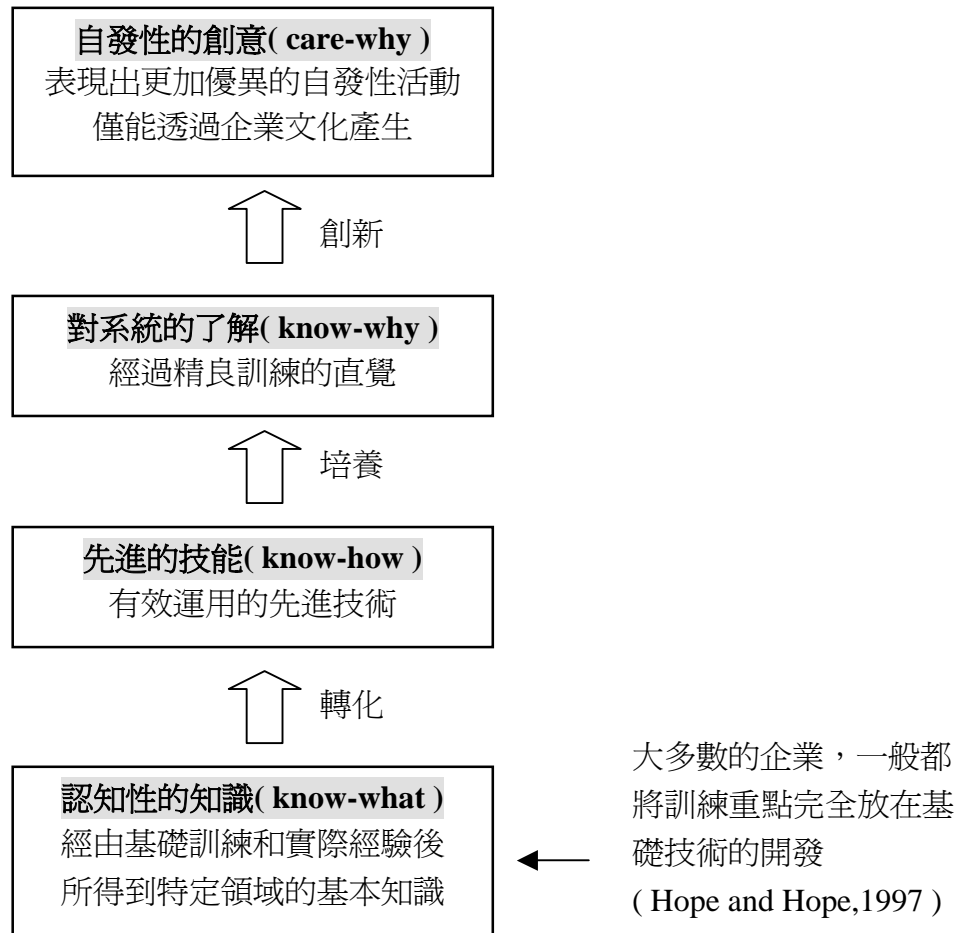 自發性的創意( care-why )
表現出更加優異的自發性活動
僅能透過企業文化產生
創新
對系統的了解( know-why )
經過精良訓練的直覺
培養
先進的技能( know-how )
有效運用的先進技術
轉化
認知性的知識( know-what )
經由基礎訓練和實際經驗後
所得到特定領域的基本知識
大多數的企業，一般都
將訓練重點完全放在基
礎技術的開發
( Hope and Hope,1997 )